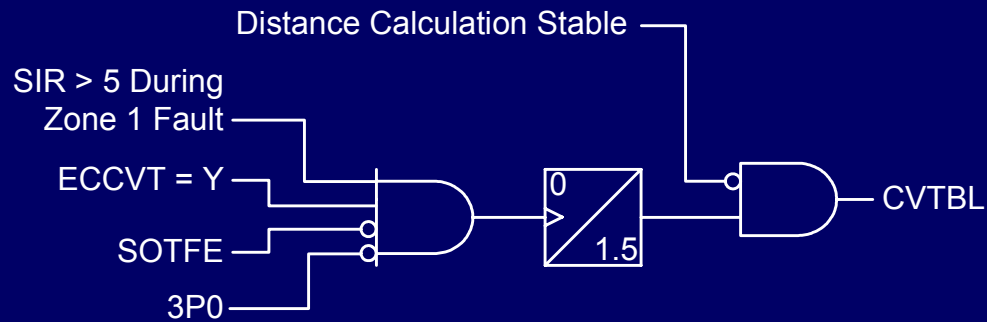 Distance Calculation Stable
SIR > 5 During
Zone 1 Fault
ECCVT = Y
SOTFE
3P0
0
1.5
CVTBL